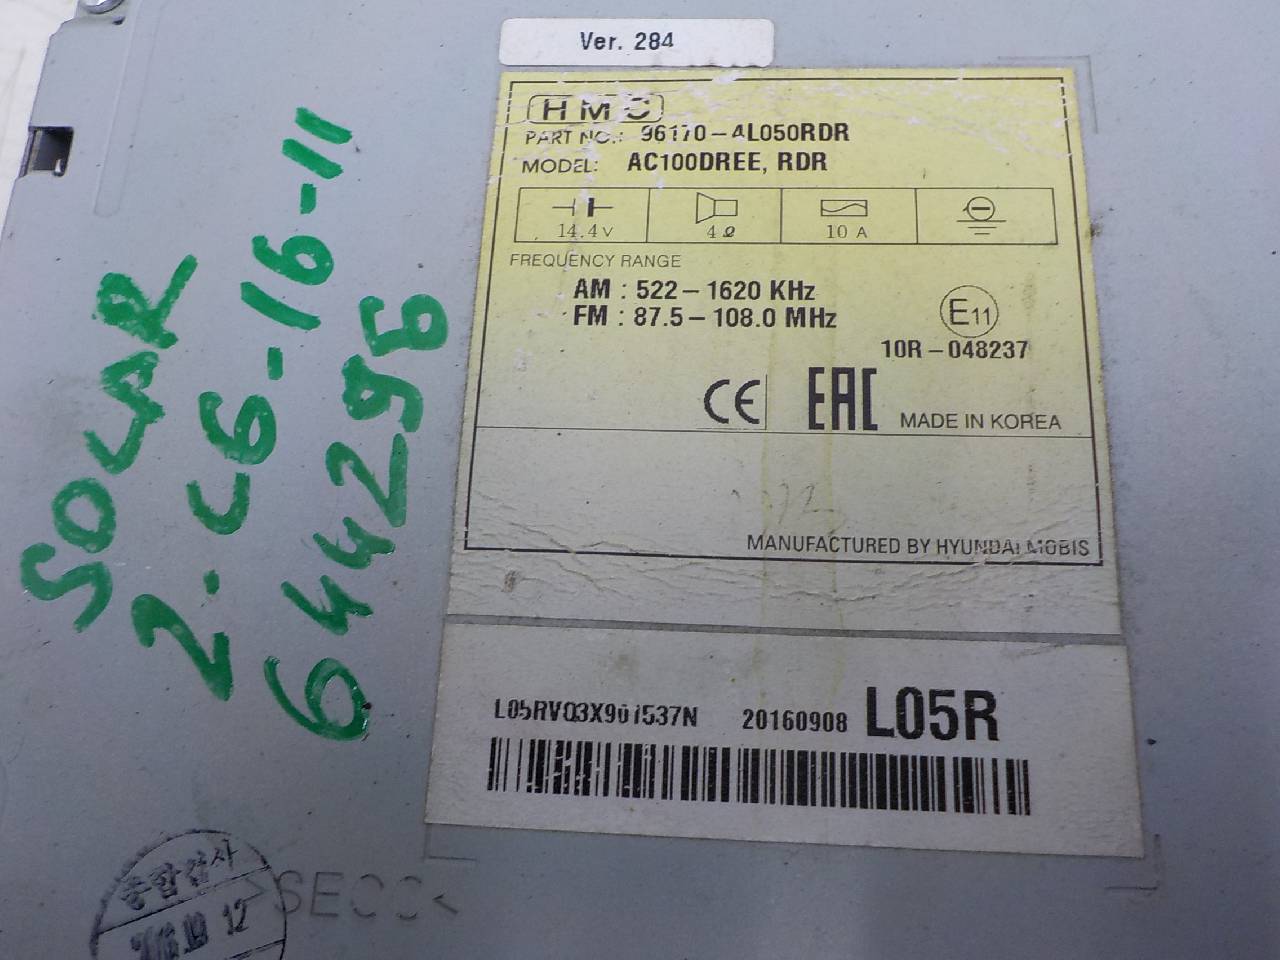 Ver. 284
HMC
PART NO.: 96170-4L050RDR
MODEL: AC100DREE, RDR
14.4v 4Ω 10 A
FREQUENCY RANGE
AM : 522-1620 KHz
FM : 87.5-108.0 MHz
E11
10R-048237
CE EAC MADE IN KOREA
MANUFACTURED BY HYUNDAI MOBIS
20160908 L05R
SOLAR
2.C6-16-11
종합검사
12
>SECC<